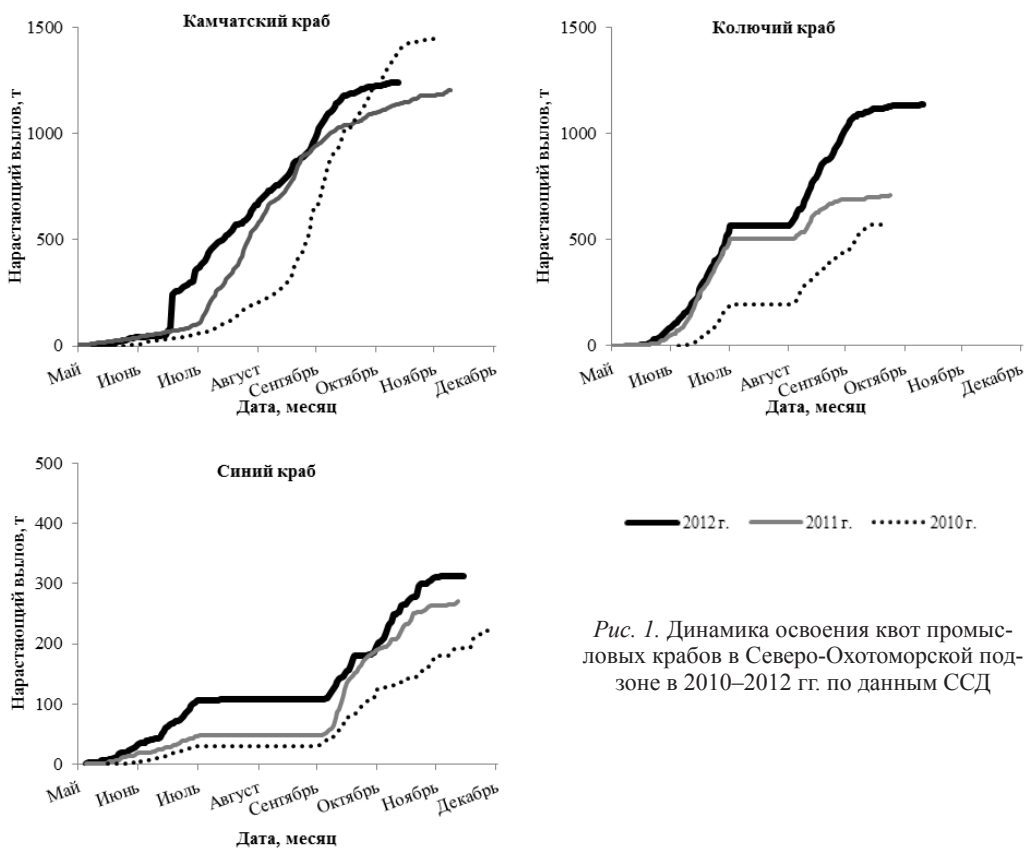 Камчатский краб
Нарастающий вылов, т
1500
1000
500
0
Май
Июнь
Июль
Август
Сентябрь
Октябрь
Ноябрь
Декабрь
Дата, месяц
Колючий краб
Нарастающий вылов, т
1500
1000
500
0
Май
Июнь
Июль
Август
Сентябрь
Октябрь
Ноябрь
Декабрь
Дата, месяц
Синий краб
Нарастающий вылов, т
500
400
300
200
100
0
Май
Июнь
Июль
Август
Сентябрь
Октябрь
Ноябрь
Декабрь
Дата, месяц
2012 г. 2011 г. 2010 г.
Рис. 1. Динамика освоения квот промыс-
ловых крабов в Северо-Охотоморской под-
зоне в 2010–2012 гг. по данным ССД